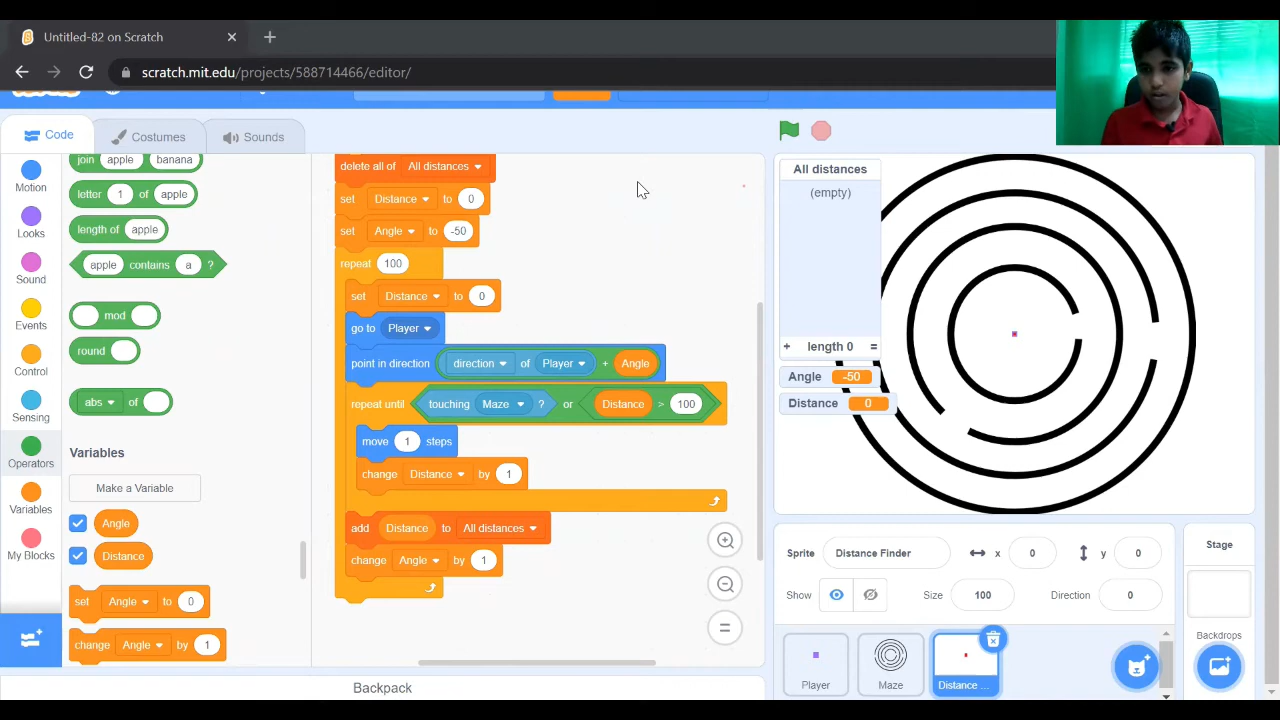 Untitled-82 on Scratch
scratch.mit.edu/projects/588714466/editor/
Code
Costumes
Sounds
Motion
Looks
Sound
Events
Control
Sensing
Operators
Variables
My Blocks
join apple banana
letter 1 of apple
length of apple
apple contains a ?
mod
round
abs of
Variables
Make a Variable
Angle
Distance
set Angle to 0
change Angle by 1
delete all of All distances
set Distance to 0
set Angle to -50
repeat 100
set Distance to 0
go to Player
point in direction direction of Player + Angle
repeat until touching Maze ? or Distance > 100
move 1 steps
change Distance by 1
add Distance to All distances
change Angle by 1
Backpack
All distances
(empty)
+ length 0 =
Angle -50
Distance 0
Sprite Distance Finder x 0 y 0
Show Size 100 Direction 0
Player
Maze
Distance ...
Stage
Backdrops